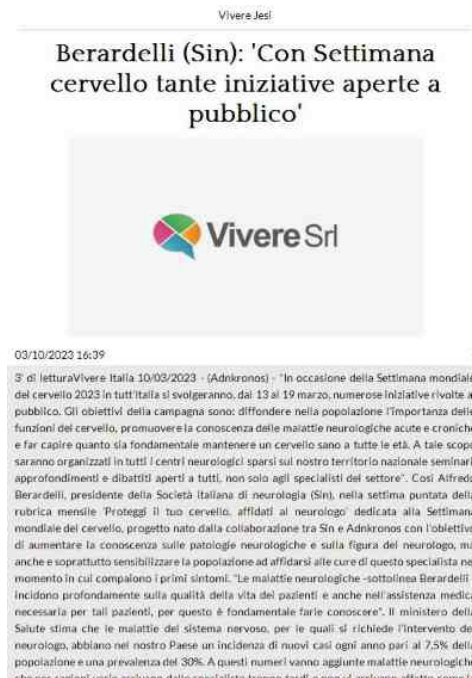 Vivere Jesi
Berardelli (Sin): 'Con Settimana
cervello tante iniziative aperte a
pubblico'
Vivere Srl
03/10/2023 16:39
3' di letturaVivere Italia 10/03/2023 - (Adnkronos) - "In occasione della Settimana mondiale
del cervello 2023 in tutt'Italia si svolgeranno, dal 13 al 19 marzo, numerose iniziative rivolte a
pubblico. Gli obiettivi della campagna sono: diffondere nella popolazione l'importanza delle
funzioni del cervello, promuovere la conoscenza delle malattie neurologiche acute e croniche
e far capire quanto sia fondamentale mantenere un cervello sano a tutte le età. A tale scopo
saranno organizzati in tutti i centri neurologici sparsi sul nostro territorio nazionale seminari
approfondimenti e dibattiti aperti a tutti, non solo agli specialisti del settore". Così Alfredo
Berardelli, presidente della Società italiana di neurologia (Sin), nella settima puntata della
rubrica mensile 'Proteggi il tuo cervello, affidati al neurologo' dedicata alla Settimana
mondiale del cervello, progetto nato dalla collaborazione tra Sin e Adnkronos con l'obiettivo
di aumentare la conoscenza sulle patologie neurologiche e sulla figura del neurologo, ma
anche e soprattutto sensibilizzare la popolazione ad affidarsi alle cure di questo specialista nel
momento in cui compaiono i primi sintomi. "Le malattie neurologiche -sottolinea Berardelli -
incidono profondamente sulla qualità della vita dei pazienti e anche nell'assistenza medica
necessaria per tali pazienti, per questo è fondamentale farle conoscere". Il ministero della
Salute stima che le malattie del sistema nervoso, per le quali si richiede l'intervento del
neurologo, abbiano nel nostro Paese un incidenza di nuovi casi ogni anno pari al 7,5% della
popolazione e una prevalenza del 30%. A questi numeri vanno aggiunte malattie neurologiche